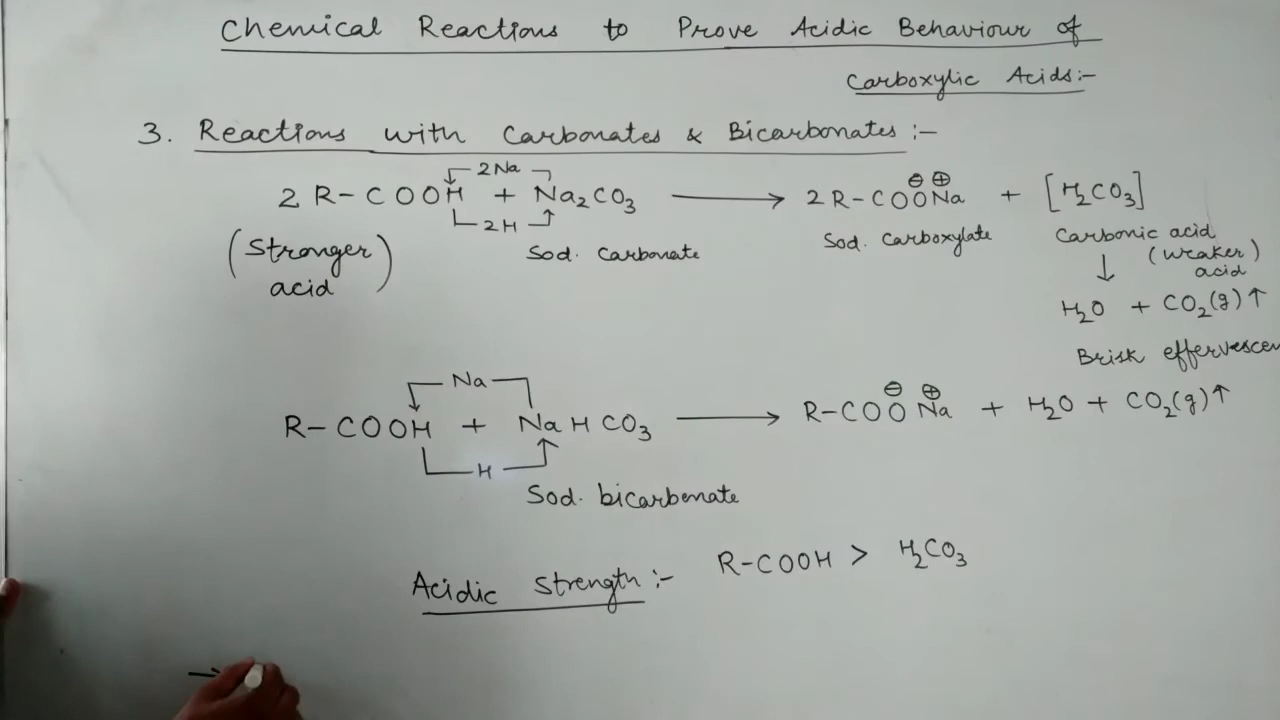 Chemical Reactions to Prove Acidic Behaviour of
Carboxylic Acids:-
3. Reactions with Carbonates & Bicarbonates:-
2Na
2 R-COOH + Na₂CO₃ ⟶ 2 R-COO⊖Na⊕ + [H₂CO₃]
2H
(Stronger acid)
Sod. Carbonate
Sod. Carboxylate
Carbonic acid
(weaker) acid
↓
H₂O + CO₂(g)↑
Brisk effervescen
Na
R-COOH + NaHCO₃ ⟶ R-COO⊖Na⊕ + H₂O + CO₂(g)↑
H
Sod. bicarbonate
Acidic Strength:- R-COOH > H₂CO₃